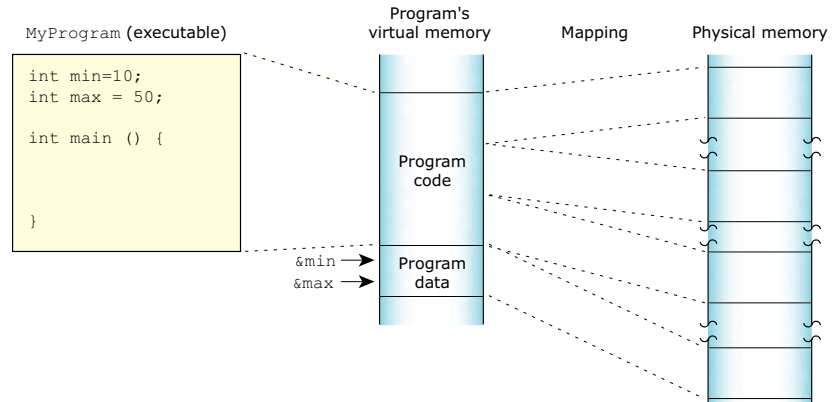 MyProgram (executable)
Program's
virtual memory
Mapping
Physical memory
int min=10;
int max = 50;
int main () {
}
Program
code
&min
&max
Program
data